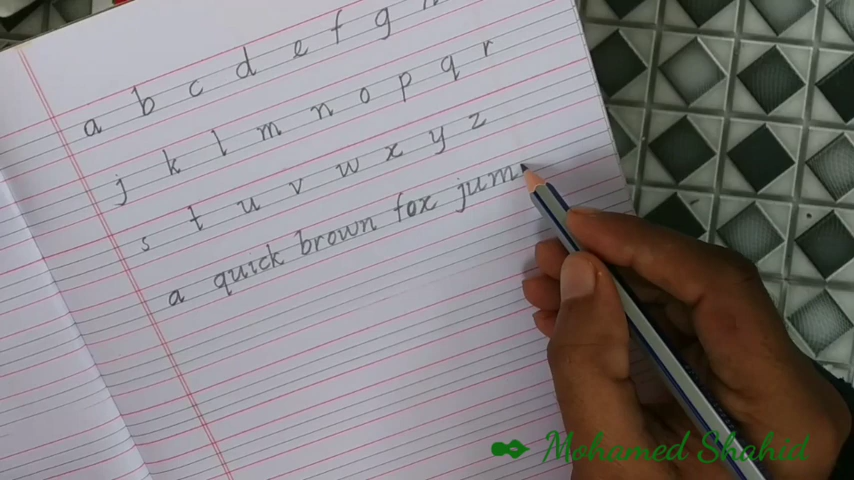 a b c d e f g h
j k l m n o p q r
s t u v w x y z
a quick brown fox jum
Mohamed Shahid